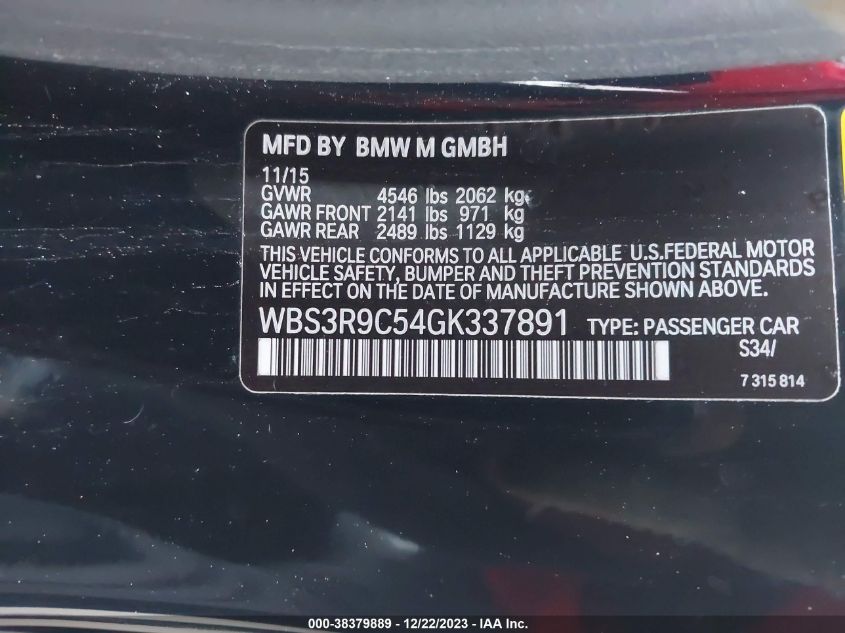 MFD BY BMW M GMBH
11/15
GVWR 4546 lbs 2062 kg
GAWR FRONT 2141 lbs 971 kg
GAWR REAR 2489 lbs 1129 kg
THIS VEHICLE CONFORMS TO ALL APPLICABLE U.S.FEDERAL MOTOR
VEHICLE SAFETY, BUMPER AND THEFT PREVENTION STANDARDS
IN EFFECT ON THE DATE OF MANUFACTURE SHOWN ABOVE.
WBS3R9C54GK337891 TYPE: PASSENGER CAR
S34/
7 315 814
000-38379889 - 12/22/2023 - IAA Inc.